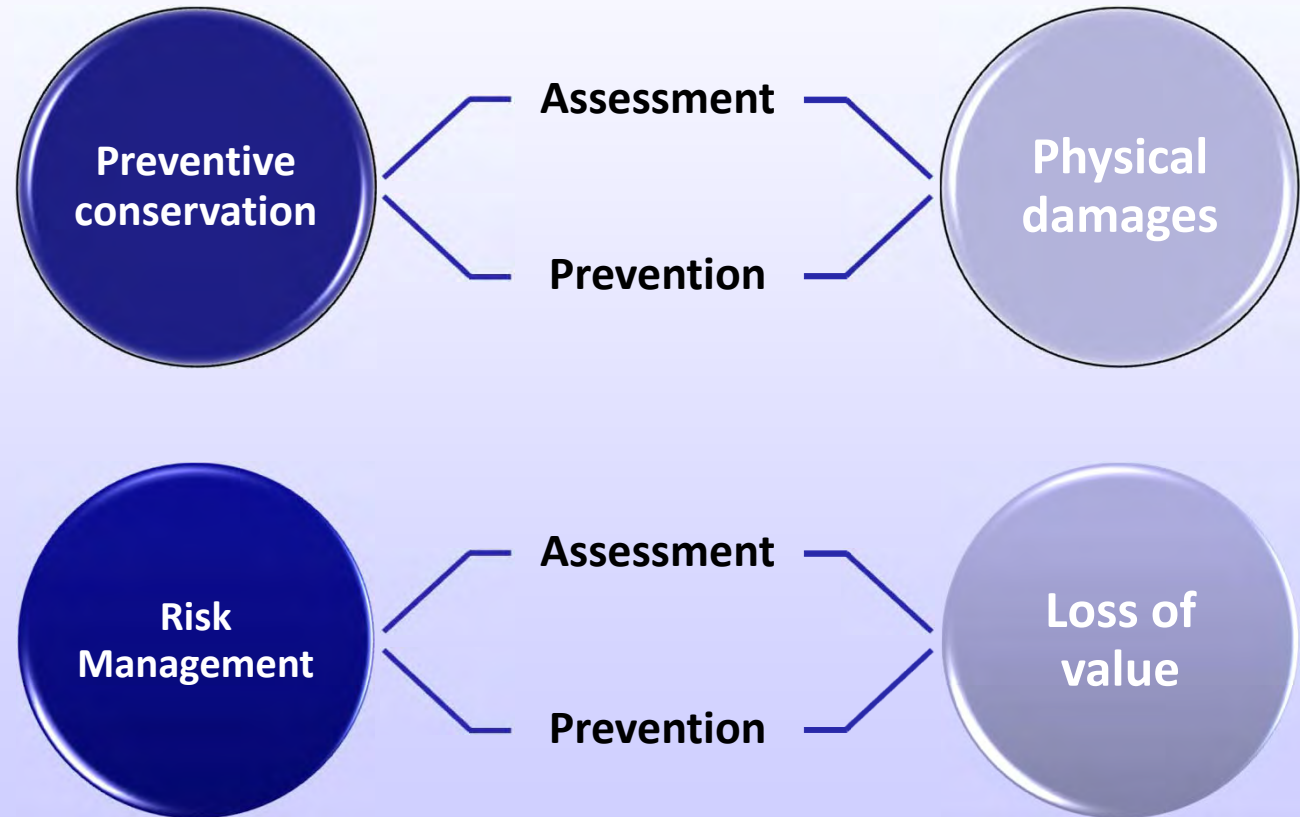 Preventive
conservation
Assessment
Prevention
Physical
damages
Risk
Management
Assessment
Prevention
Loss of
value